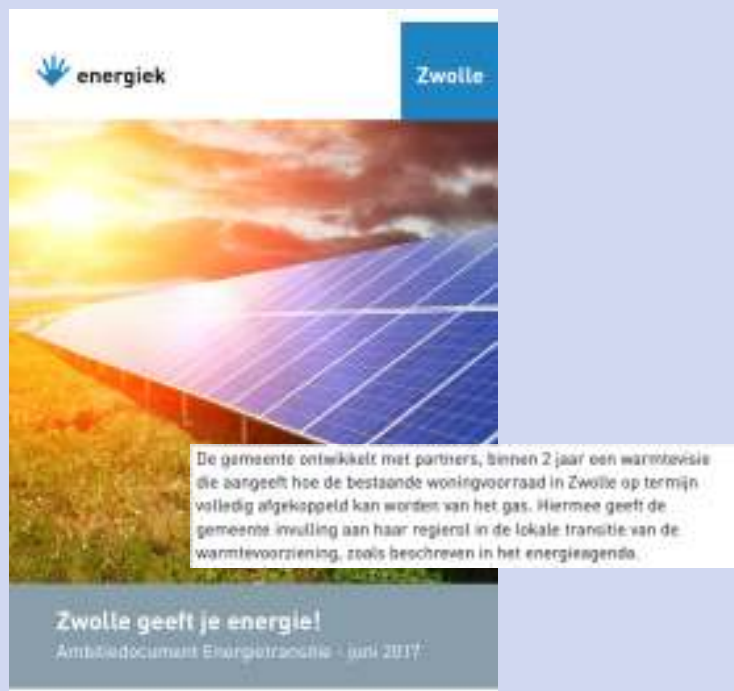 energiek
Zwolle
De gemeente ontwikkelt met partners, binnen 2 jaar een warmtevisie
die aangeeft hoe de bestaande woningvoorraad in Zwolle op termijn
volledig afgekoppeld kan worden van het gas. Hiermee geeft de
gemeente invulling aan haar regierol in de lokale transitie van de
warmtevoorziening, zoals beschreven in het energieagenda.
Zwolle geeft je energie!
Ambitiedocument Energietransitie - juni 2017